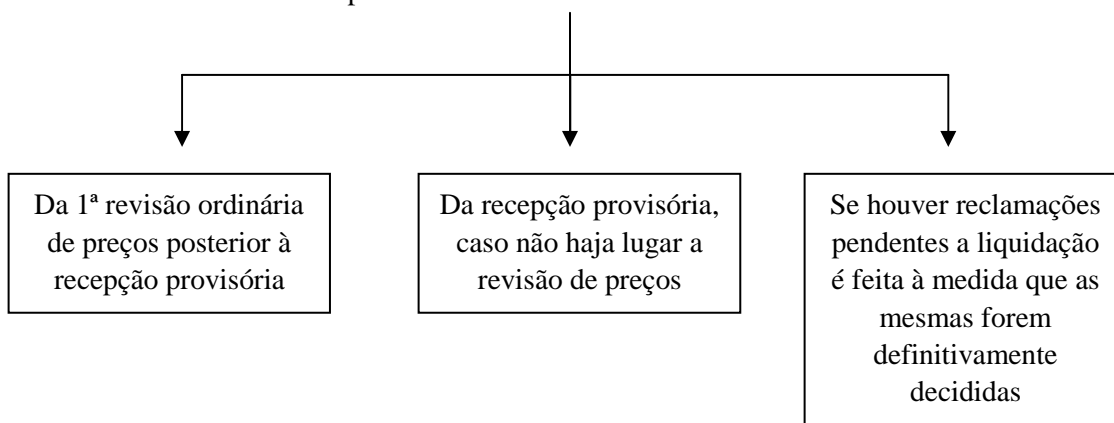 Da 1ª revisão ordinária
de preços posterior à
recepção provisória
Da recepção provisória,
caso não haja lugar a
revisão de preços
Se houver reclamações
pendentes a liquidação
é feita à medida que as
mesmas forem
definitivamente
decididas